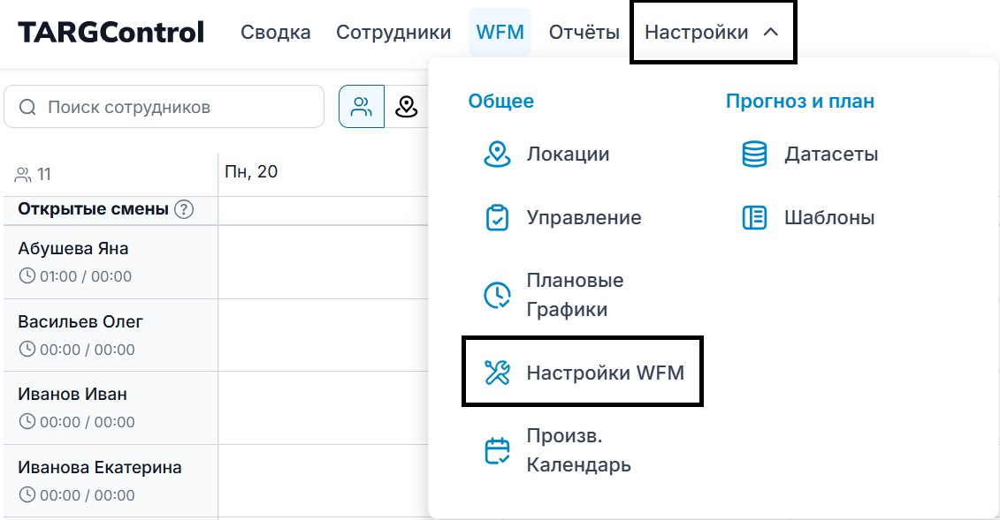 TARGControl Сводка Сотрудники WFM Отчёты Настройки
Поиск сотрудников
11 Пн, 20
Открытые смены ?
Абушева Яна
01:00 / 00:00
Васильев Олег
00:00 / 00:00
Иванов Иван
00:00 / 00:00
Иванова Екатерина
00:00 / 00:00
Общее
Локации
Управление
Плановые
Графики
Настройки WFM
Произв.
Календарь
Прогноз и план
Датасеты
Шаблоны